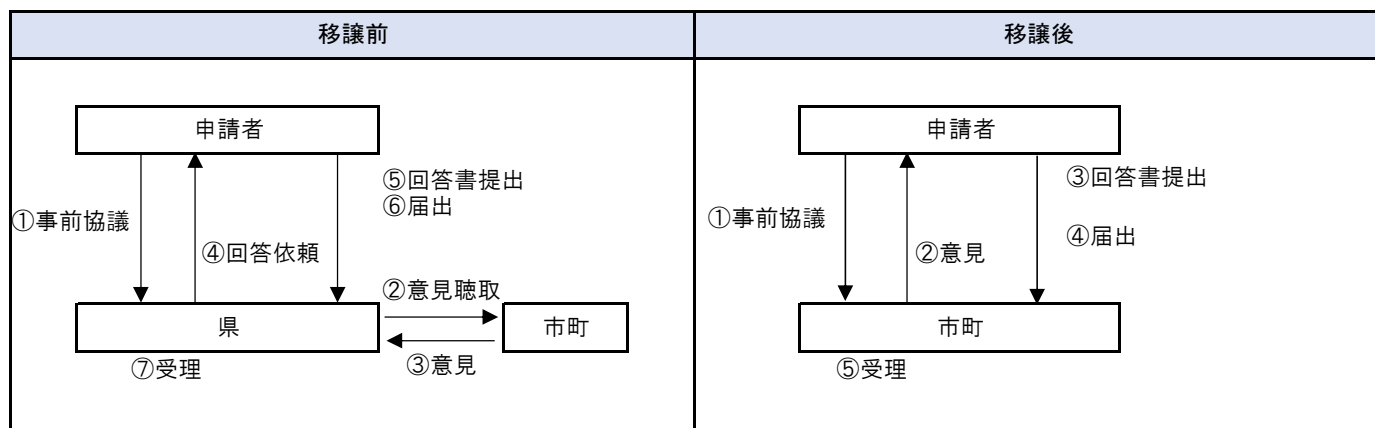 移譲前
移譲後
申請者
⑤回答書提出
⑥届出
①事前協議
④回答依頼
②意見聴取
県
市町
③意見
⑦受理
申請者
③回答書提出
①事前協議
④届出
②意見
市町
⑤受理